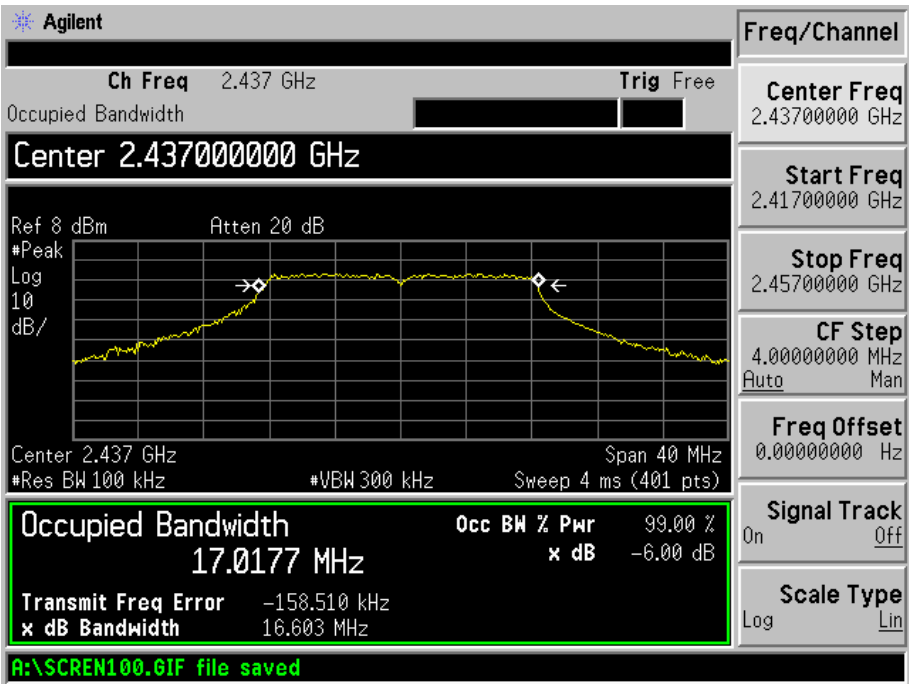 Agilent
Ch Freq 2.437 GHz Trig Free
Occupied Bandwidth
Center 2.437000000 GHz
Ref 8 dBm Atten 20 dB
#Peak
Log
10
dB/
Center 2.437 GHz Span 40 MHz
#Res BW 100 kHz #VBW 300 kHz Sweep 4 ms (401 pts)
Occupied Bandwidth Occ BW % Pwr 99.00 %
17.0177 MHz x dB -6.00 dB
Transmit Freq Error -158.510 kHz
x dB Bandwidth 16.603 MHz
A:\SCREN100.GIF file saved
Freq/Channel
Center Freq
2.43700000 GHz
Start Freq
2.41700000 GHz
Stop Freq
2.45700000 GHz
CF Step
4.00000000 MHz
Auto Man
Freq Offset
0.00000000 Hz
Signal Track
On Off
Scale Type
Log Lin